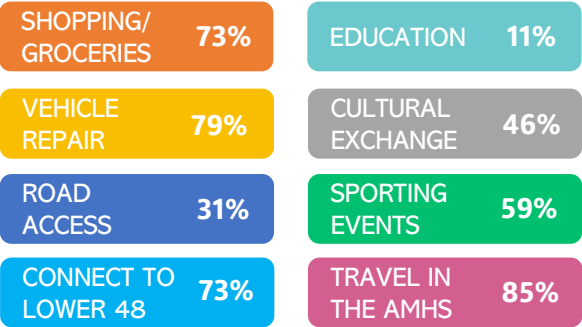 SHOPPING/
GROCERIES
73%
EDUCATION
11%
VEHICLE
REPAIR
79%
CULTURAL
EXCHANGE
46%
ROAD
ACCESS
31%
SPORTING
EVENTS
59%
CONNECT TO
LOWER 48
73%
TRAVEL IN
THE AMHS
85%